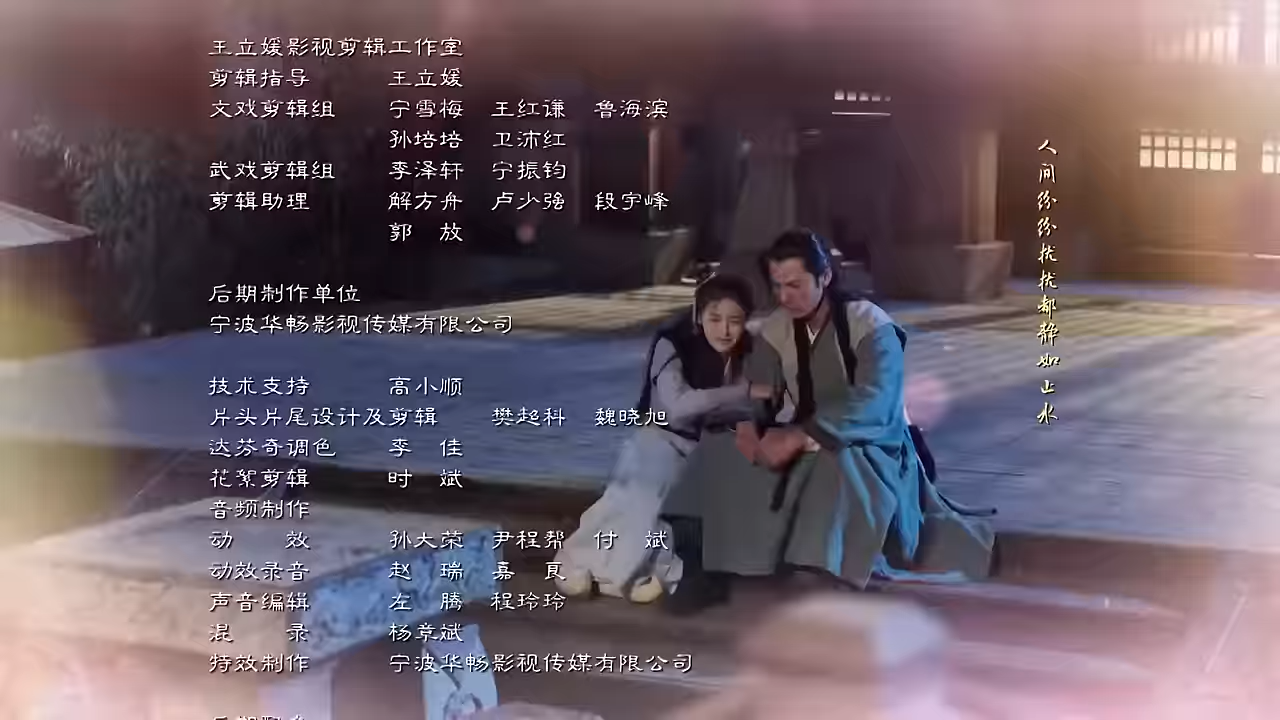 王立媛影视剪辑工作室
剪辑指导 王立媛
文戏剪辑组 宁雪梅 王红谦 鲁海滨
孙培培 卫沛红
武戏剪辑组 李泽轩 宁振钧
剪辑助理 解方舟 卢少强 段宇峰
郭 放
后期制作单位
宁波华畅影视传媒有限公司
技术支持 高小顺
片头片尾设计及剪辑 樊起科 魏晓旭
达芬奇调色 李 佳
花絮剪辑 时 斌
音频制作
动 效 孙大荣 尹程帮 付 斌
动效录音 赵 瑞 嘉 良
声音编辑 左 腾 程玲玲
混 录 杨章斌
特效制作 宁波华畅影视传媒有限公司
人间纷纷扰扰都静如止水